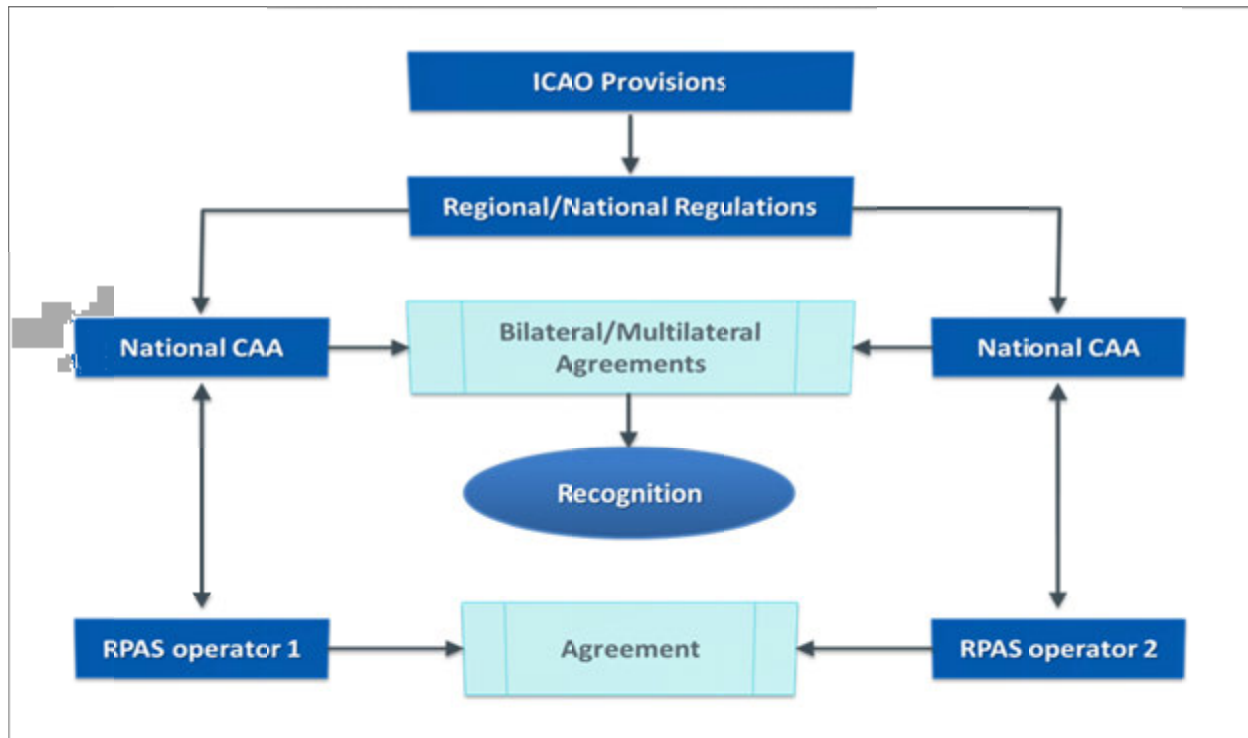 ICAO Provisions
Regional/National Regulations
National CAA
Bilateral/Multilateral
Agreements
National CAA
Recognition
RPAS operator 1
Agreement
RPAS operator 2